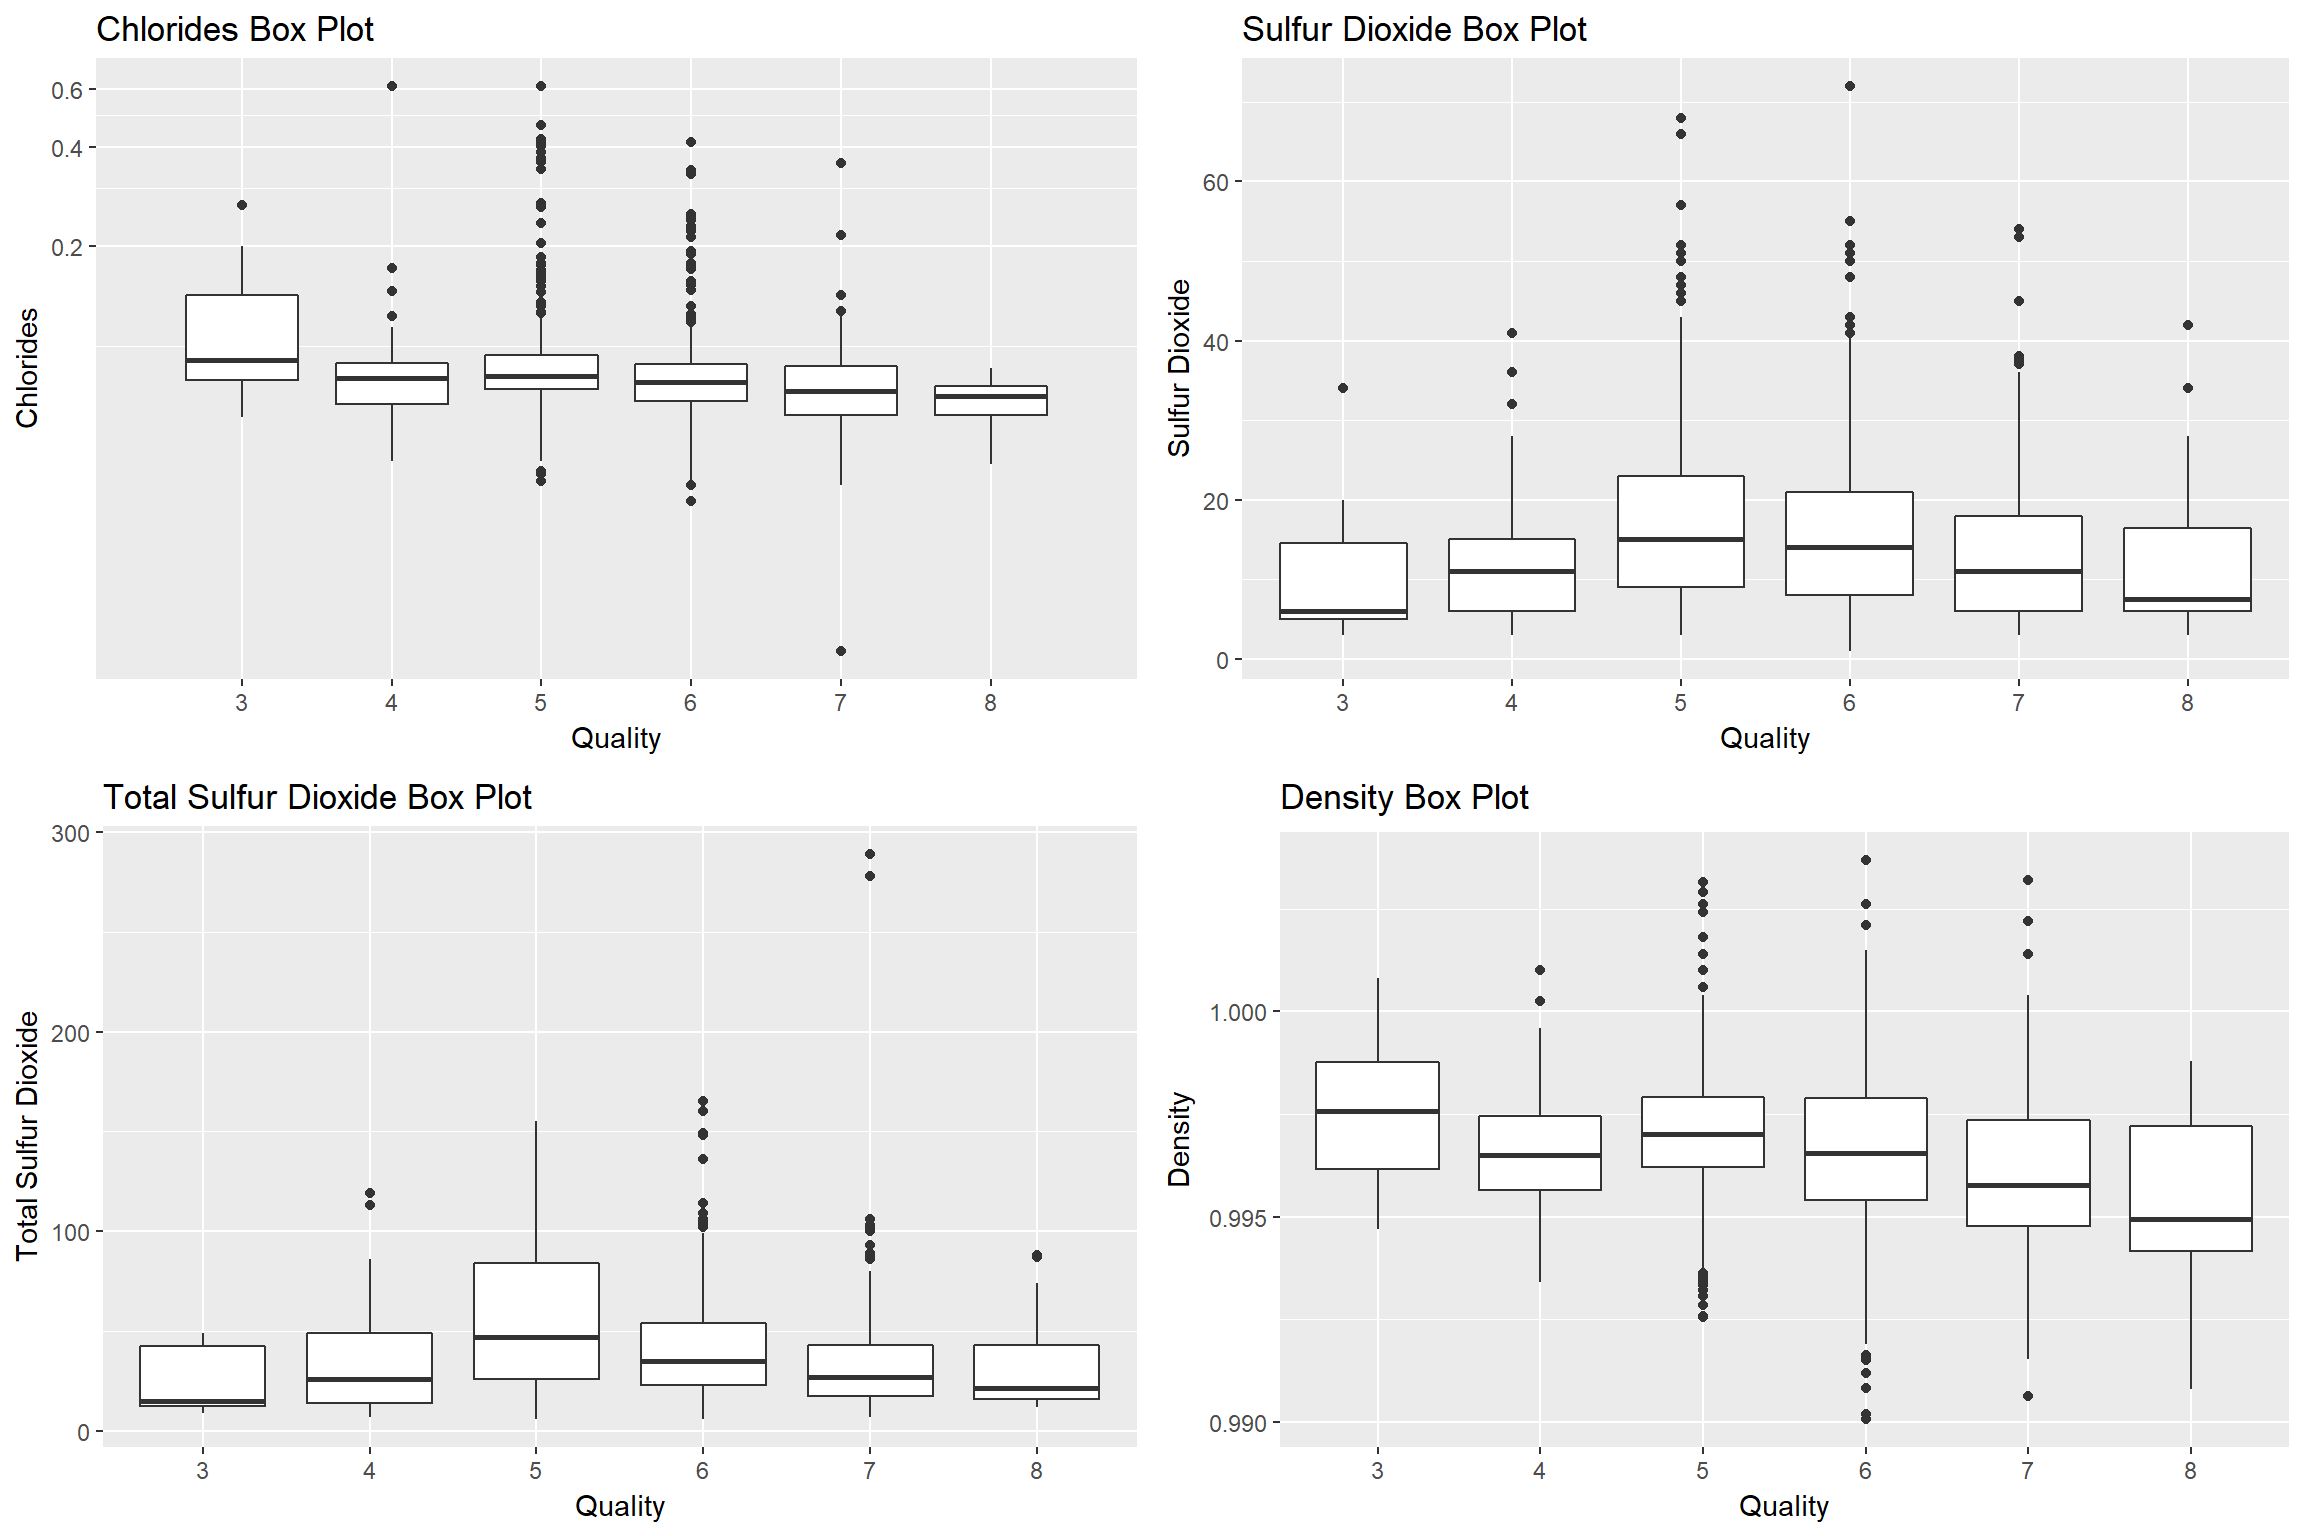 Chlorides Box Plot
0.6
0.4
0.2
Chlorides
3 4 5 6 7 8
Quality
Sulfur Dioxide Box Plot
60
40
20
0
Sulfur Dioxide
3 4 5 6 7 8
Quality
Total Sulfur Dioxide Box Plot
300
200
100
0
Total Sulfur Dioxide
3 4 5 6 7 8
Quality
Density Box Plot
1.000
0.995
0.990
Density
3 4 5 6 7 8
Quality